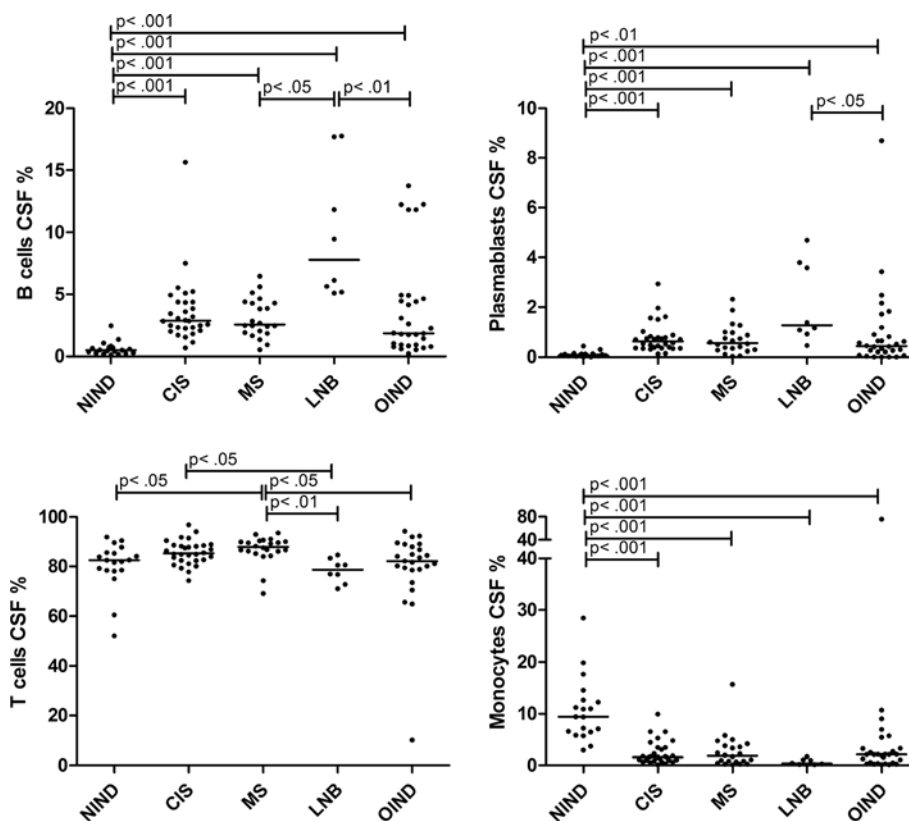 p< .001
p< .001
p< .001
p< .001
p< .05
p< .01
B cells CSF %
20
15
10
5
0
NIND
CIS
MS
LNB
OIND
p< .01
p< .001
p< .001
p< .001
p< .05
Plasmablasts CSF %
10
8
6
4
2
0
NIND
CIS
MS
LNB
OIND
p< .05
p< .05
p< .05
p< .01
T cells CSF %
100
80
60
40
20
0
NIND
CIS
MS
LNB
OIND
p< .001
p< .001
p< .001
p< .001
Monocytes CSF %
80
40
40
30
20
10
0
NIND
CIS
MS
LNB
OIND